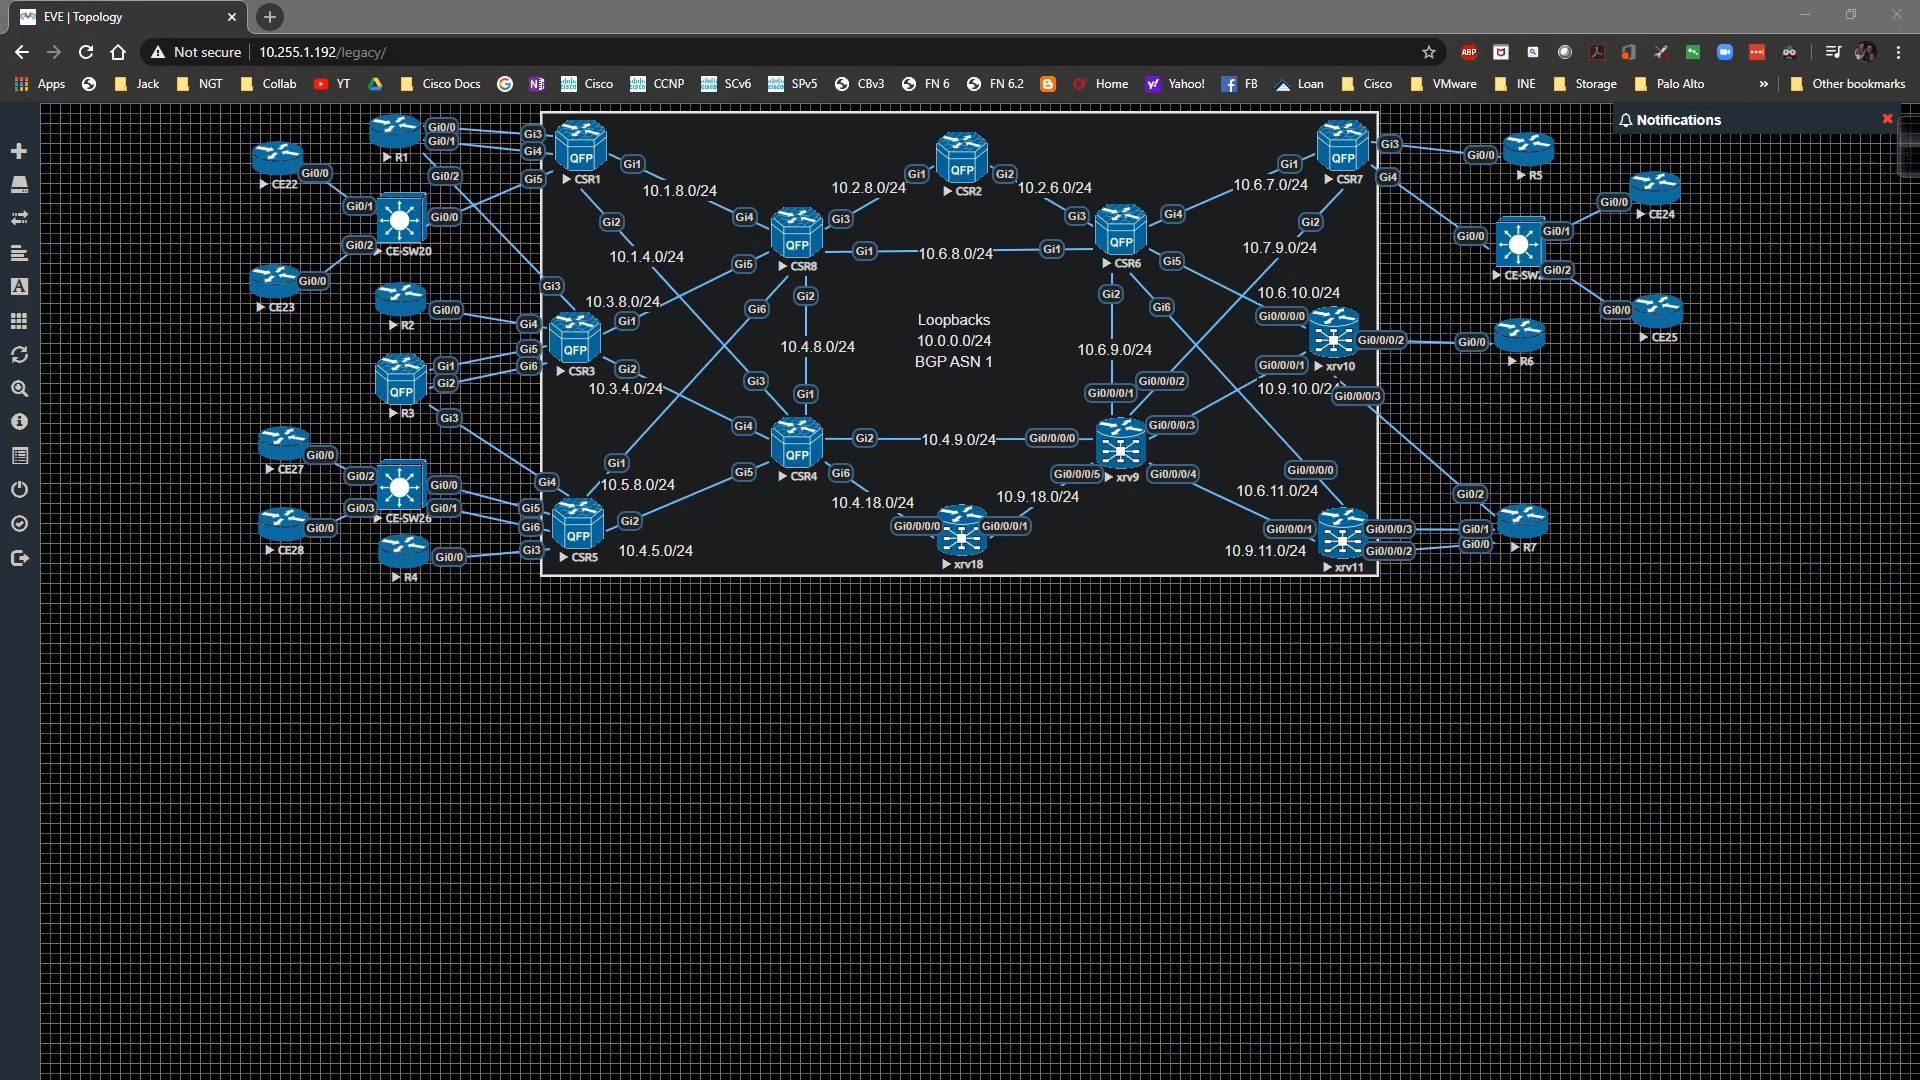 EVE | Topology
Not secure 10.255.1.192/legacy/
ABP
Apps Jack NGT Collab YT Cisco Docs Cisco CCNP SCv6 SPv5 CBv3 FN 6 FN 6.2 Home Yahoo! FB Loan Cisco VMware INE Storage Palo Alto » Other bookmarks
Notifications
R1 Gi0/0 Gi0/1 Gi0/2
CE22 Gi0/0
Gi0/1 CE-SW20 Gi0/0
Gi0/2
CE23 Gi0/0
R2 Gi0/0
R3 QFP Gi1 Gi2 Gi3
CE27 Gi0/0
Gi0/2 CE-SW26 Gi0/0
Gi0/3 Gi0/1
CE28 Gi0/0
R4 Gi0/0
Gi3 Gi4 Gi5 QFP CSR1 Gi1 Gi2
10.1.8.0/24
10.1.4.0/24
Gi3 Gi4 Gi5 Gi6 QFP CSR3 Gi1 Gi2
10.3.8.0/24
10.3.4.0/24
Gi4 Gi5 Gi6 Gi3 QFP CSR5 Gi1 Gi2
10.5.8.0/24
10.4.5.0/24
Gi4 Gi5 Gi6 Gi2 Gi3 Gi1 QFP CSR8
10.2.8.0/24
10.6.8.0/24
10.4.8.0/24
Gi3 Gi4 Gi5 Gi1 Gi2 Gi6 QFP CSR4
10.4.9.0/24
10.4.18.0/24
Gi1 QFP CSR2 Gi2
10.2.6.0/24
Loopbacks
10.0.0.0/24
BGP ASN 1
Gi3 Gi1 Gi2 Gi4 Gi5 Gi6 QFP CSR6
10.6.7.0/24
10.6.10.0/24
10.6.9.0/24
10.6.11.0/24
Gi0/0/0/0 Gi0/0/0/1 Gi0/0/0/2 Gi0/0/0/3 Gi0/0/0/4 Gi0/0/0/5 xrv9
10.9.10.0/24
10.9.18.0/24
10.9.11.0/24
Gi0/0/0/0 xrv18 Gi0/0/0/1
Gi1 Gi2 QFP CSR7 Gi3 Gi4
10.7.9.0/24
Gi0/0/0/0 Gi0/0/0/1 xrv10 Gi0/0/0/2 Gi0/0/0/3
Gi0/0/0/0 Gi0/0/0/1 xrv11 Gi0/0/0/3 Gi0/0/0/2
Gi0/0 R5
Gi0/0 CE24
Gi0/0 CE-SW2 Gi0/1 Gi0/2
Gi0/0 CE25
Gi0/0 R6
Gi0/2 Gi0/1 Gi0/0 R7